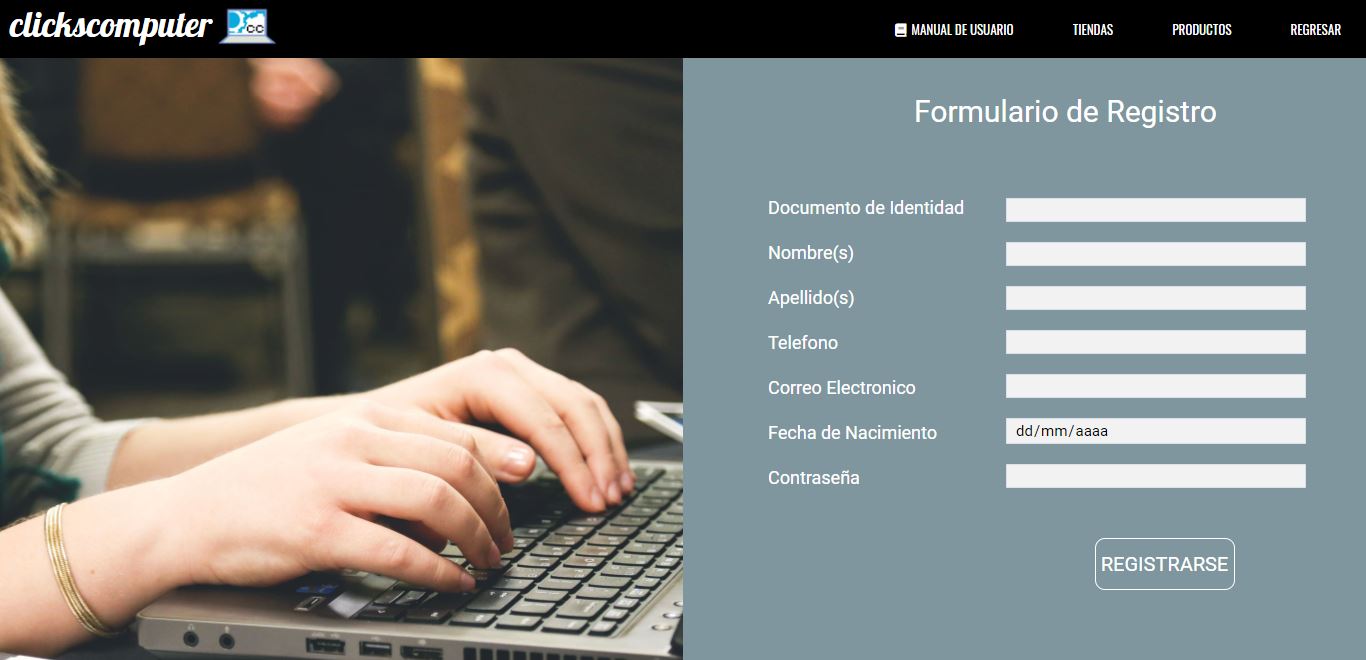 clickscomputer CC
MANUAL DE USUARIO TIENDAS PRODUCTOS REGRESAR
Formulario de Registro
Documento de Identidad
Nombre(s)
Apellido(s)
Telefono
Correo Electronico
Fecha de Nacimiento dd/mm/aaaa
Contraseña
REGISTRARSE